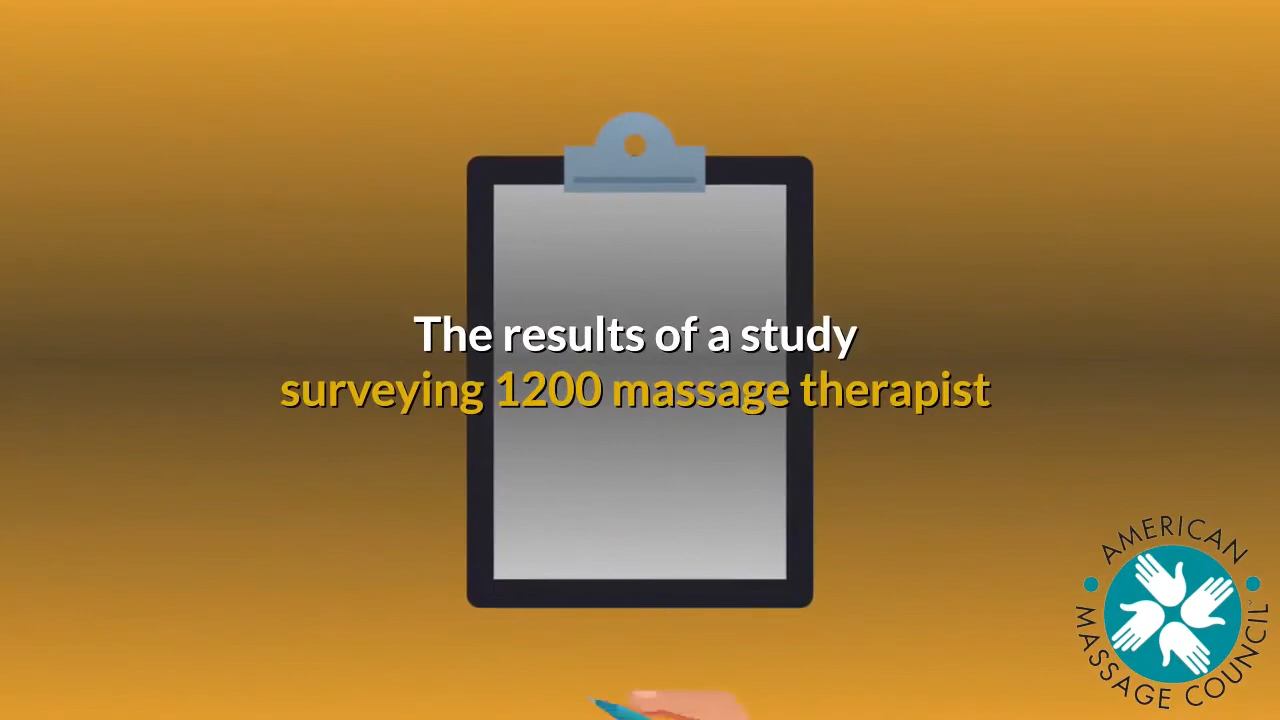 The results of a study
surveying 1200 massage therapist
AMERICAN
MASSAGE COUNCIL